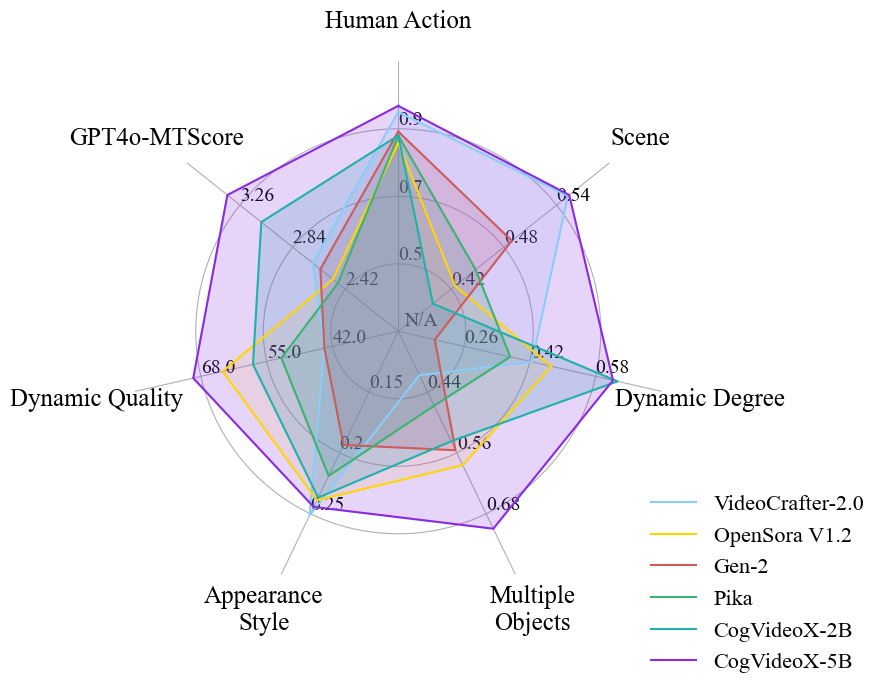 Human Action
GPT4o-MTScore
Scene
0.9
3.26
0.54
0.7
2.84
0.48
0.5
2.42
0.42
N/A
42.0
0.26
55.0
0.42
68.0
0.58
Dynamic Quality
Dynamic Degree
0.15
0.44
0.2
0.56
0.25
0.68
Appearance
Style
Multiple
Objects
VideoCrafter-2.0
OpenSora V1.2
Gen-2
Pika
CogVideoX-2B
CogVideoX-5B